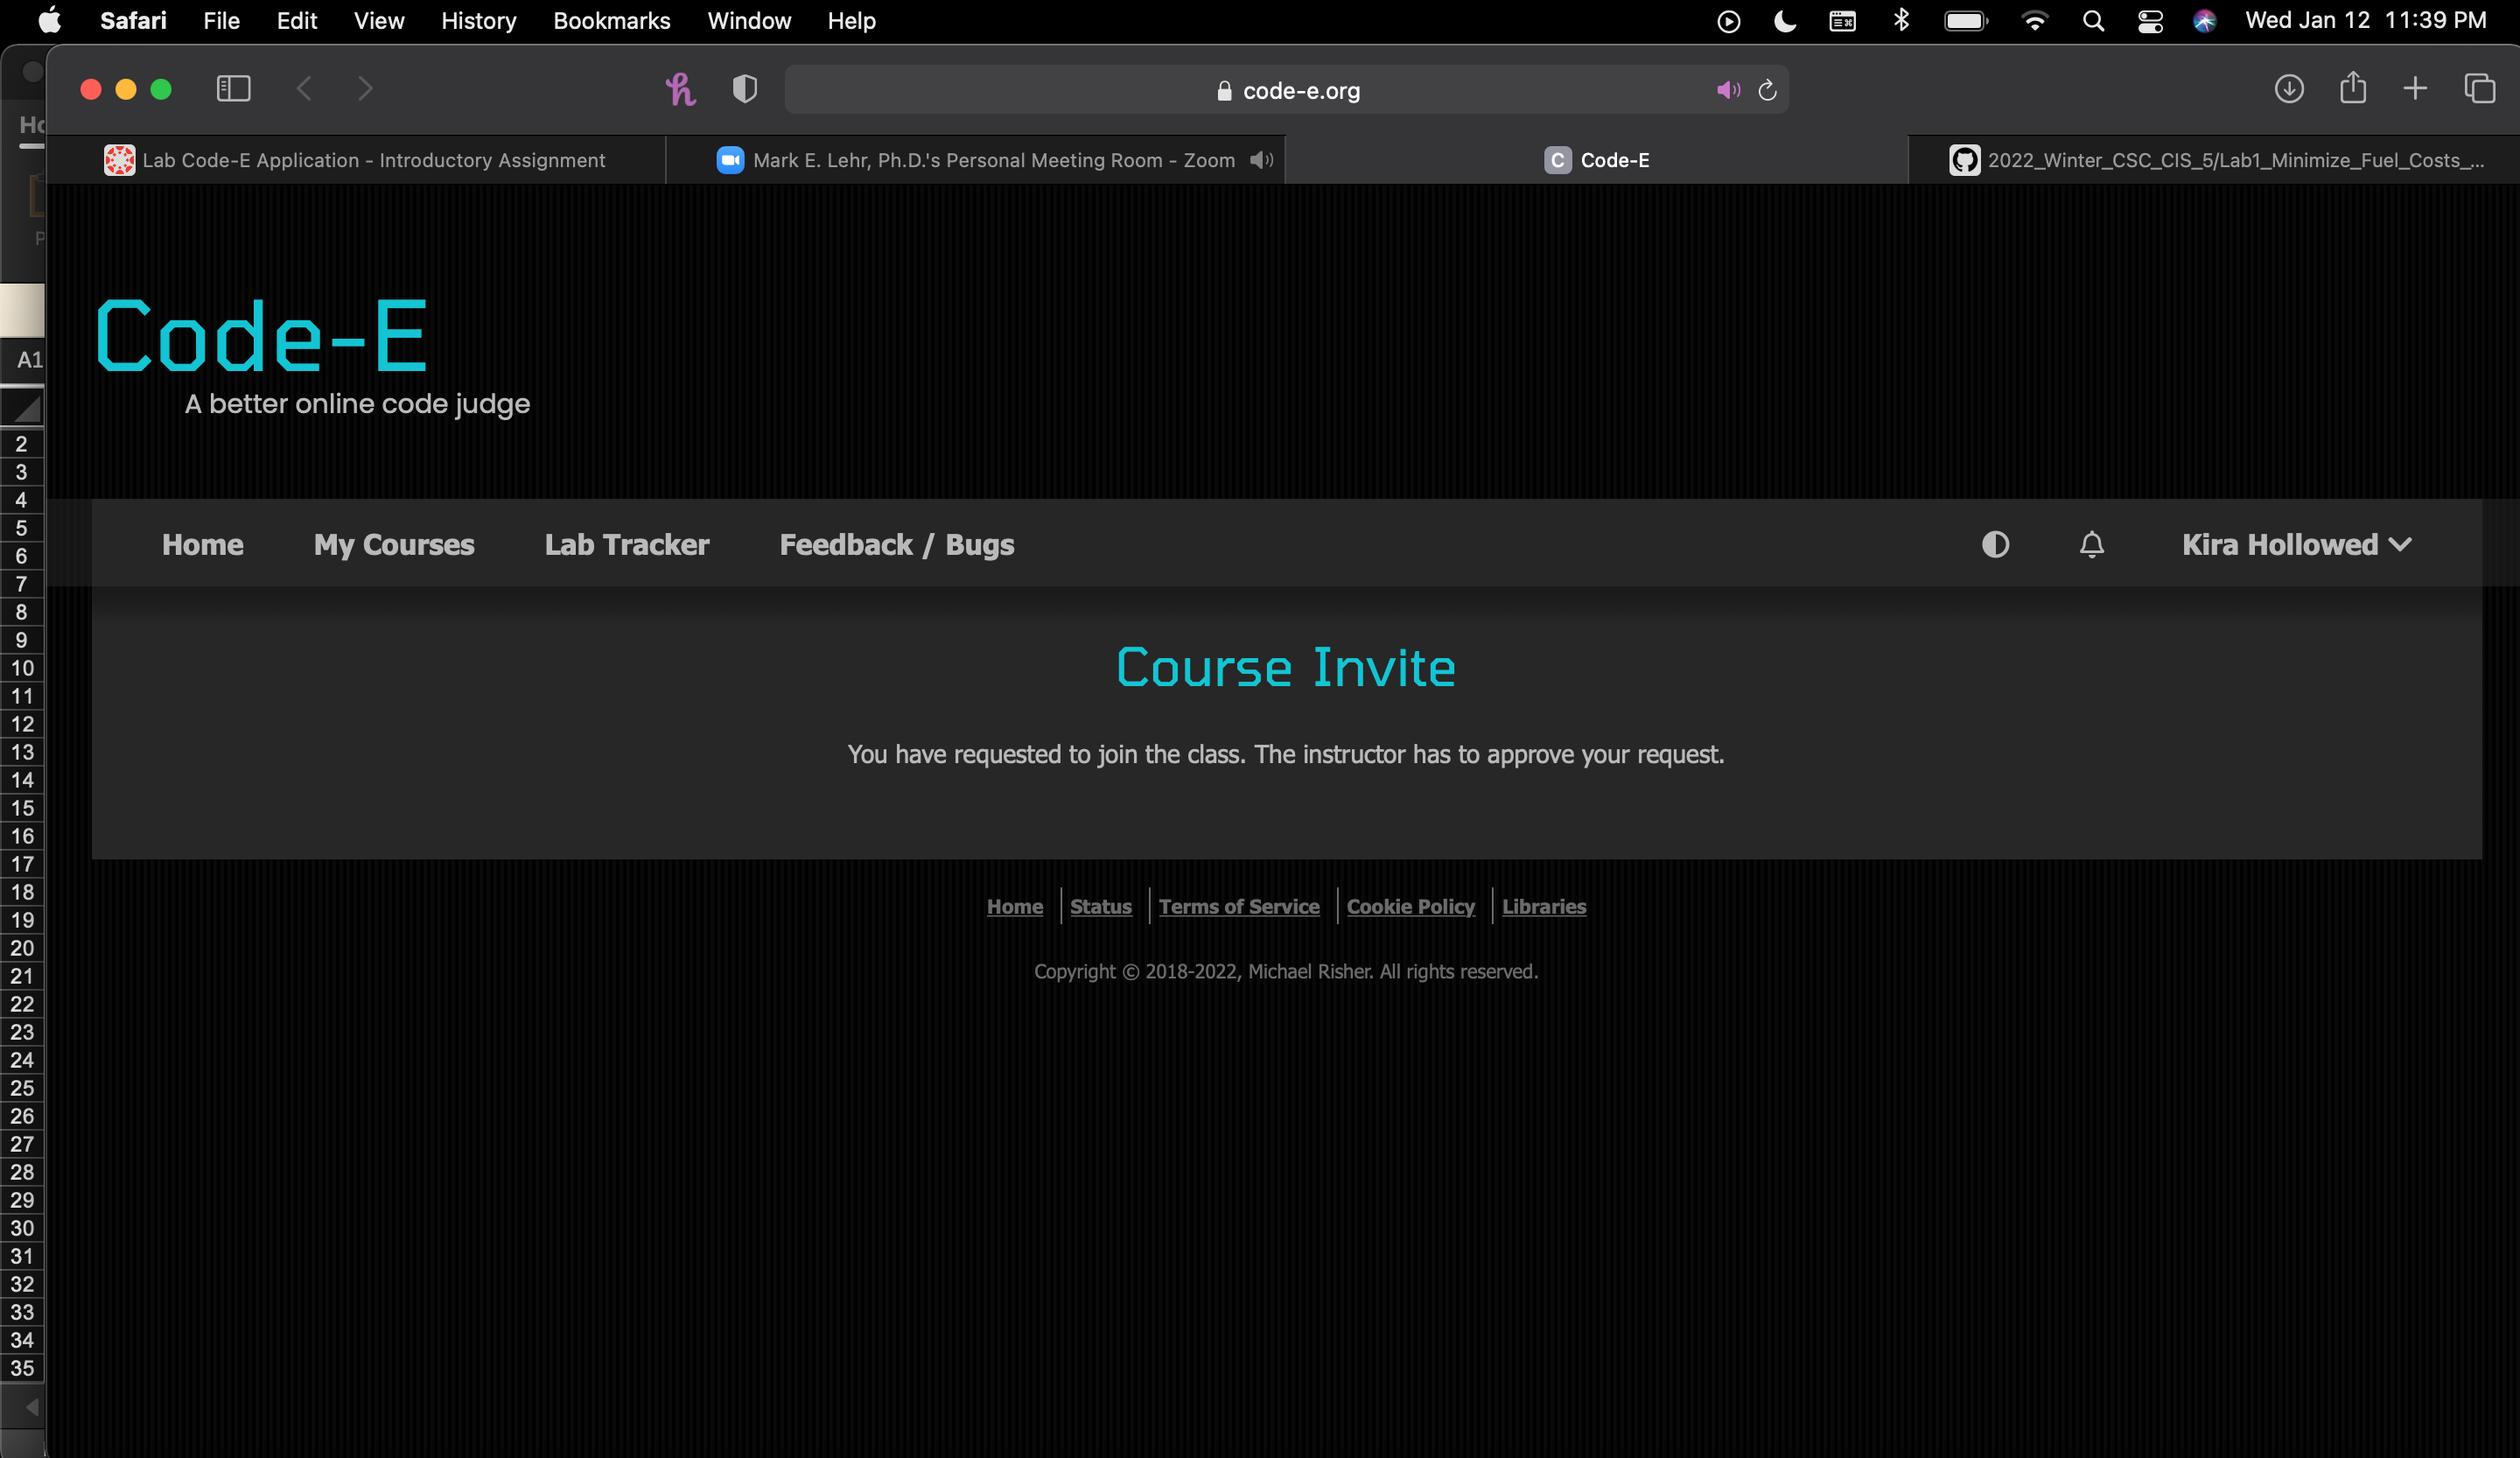 Safari File Edit View History Bookmarks Window Help Wed Jan 12 11:39 PM
code-e.org
Lab Code-E Application - Introductory Assignment
Mark E. Lehr, Ph.D.'s Personal Meeting Room - Zoom
C Code-E
2022_Winter_CSC_CIS_5/Lab1_Minimize_Fuel_Costs_...
Code-E
A better online code judge
Home My Courses Lab Tracker Feedback / Bugs Kira Hollowed
Course Invite
You have requested to join the class. The instructor has to approve your request.
Home Status Terms of Service Cookie Policy Libraries
Copyright © 2018-2022, Michael Risher. All rights reserved.
A1
2
3
4
5
6
7
8
9
10
11
12
13
14
15
16
17
18
19
20
21
22
23
24
25
26
27
28
29
30
31
32
33
34
35